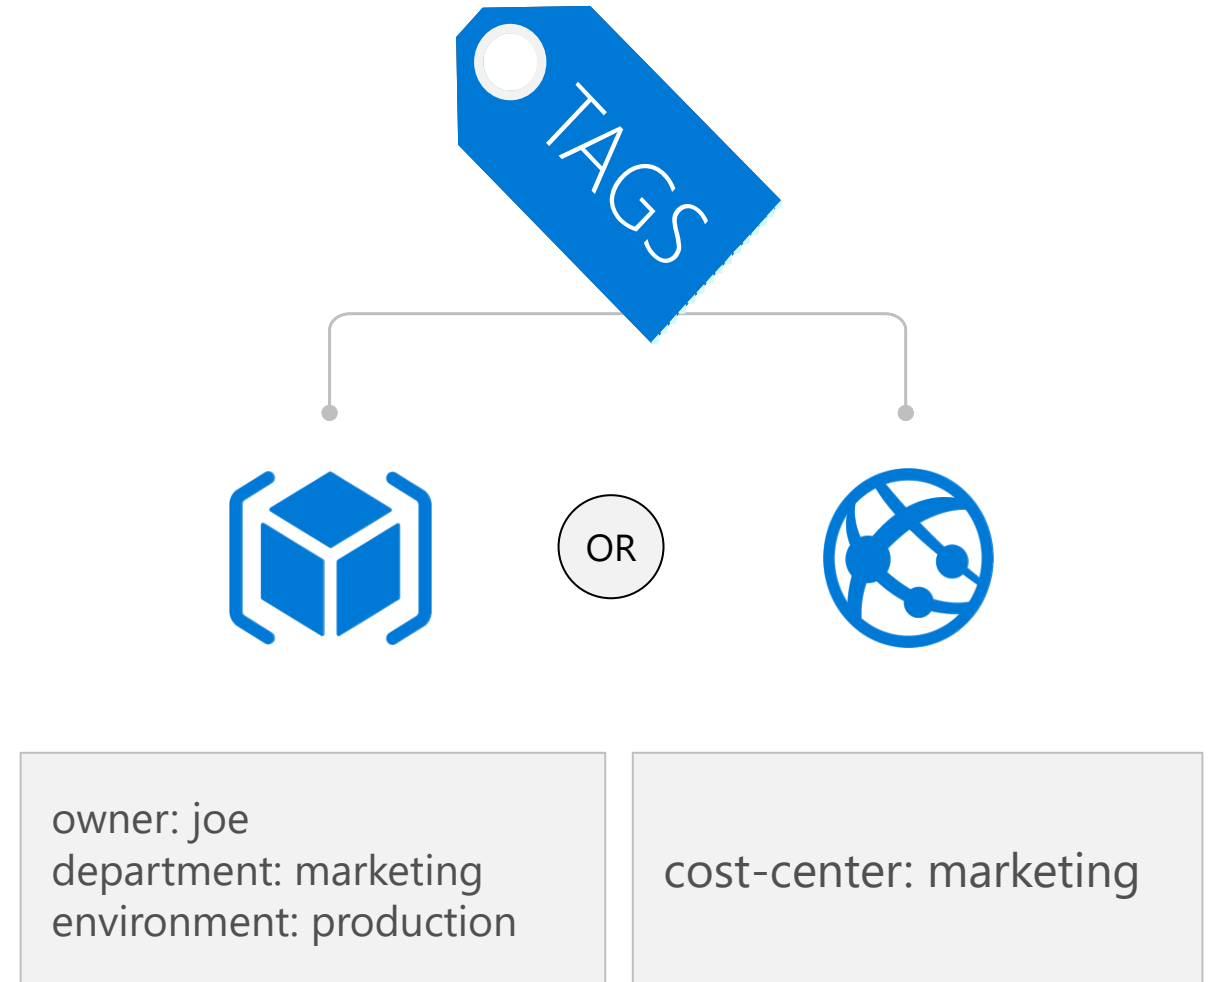 TAGS
OR
owner: joe
department: marketing
environment: production
cost-center: marketing